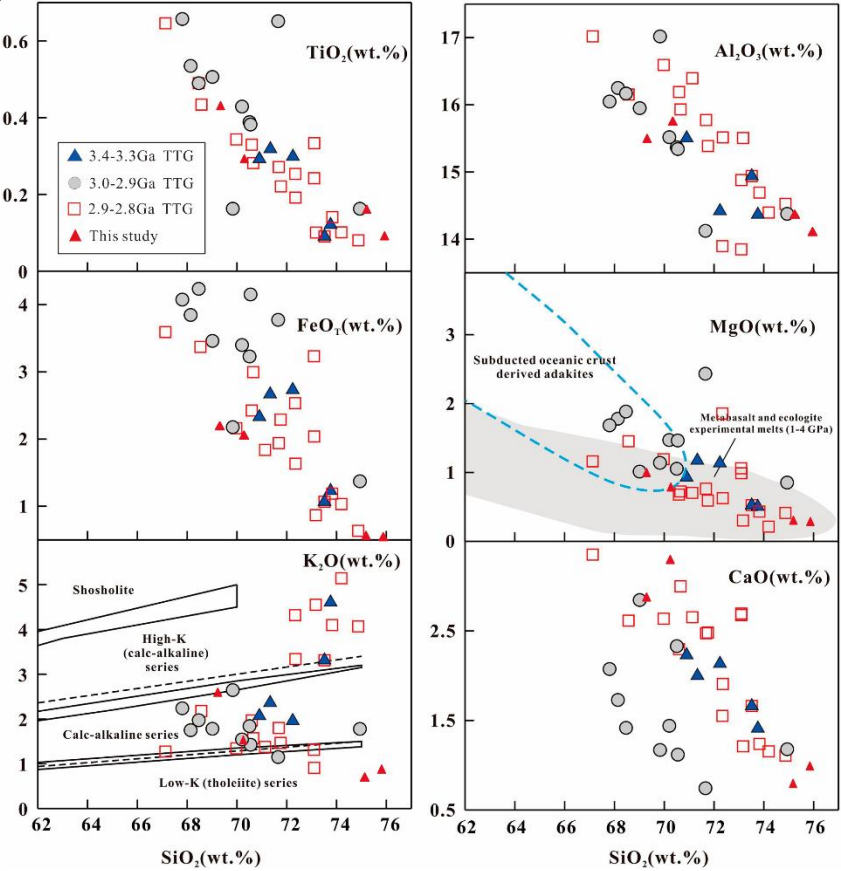 0.6
TiO2(wt.%)
0.4
3.4-3.3Ga TTG
3.0-2.9Ga TTG
2.9-2.8Ga TTG
This study
0.2
0
17
Al2O3(wt.%)
16
15
14
4
FeOT(wt.%)
3
2
1
0
MgO(wt.%)
3
Subducted oceanic crust
derived adakites
2
Metabasalt and ecologite
experimental melts (1-4 GPa)
1
0
K2O(wt.%)
5
Shosholite
4
High-K
(calc-alkaline)
series
3
2
Calc-alkaline series
1
Low-K (tholeiite) series
0
62 64 66 68 70 72 74 76
SiO2(wt.%)
CaO(wt.%)
2.5
1.5
0.5
62 64 66 68 70 72 74 76
SiO2(wt.%)